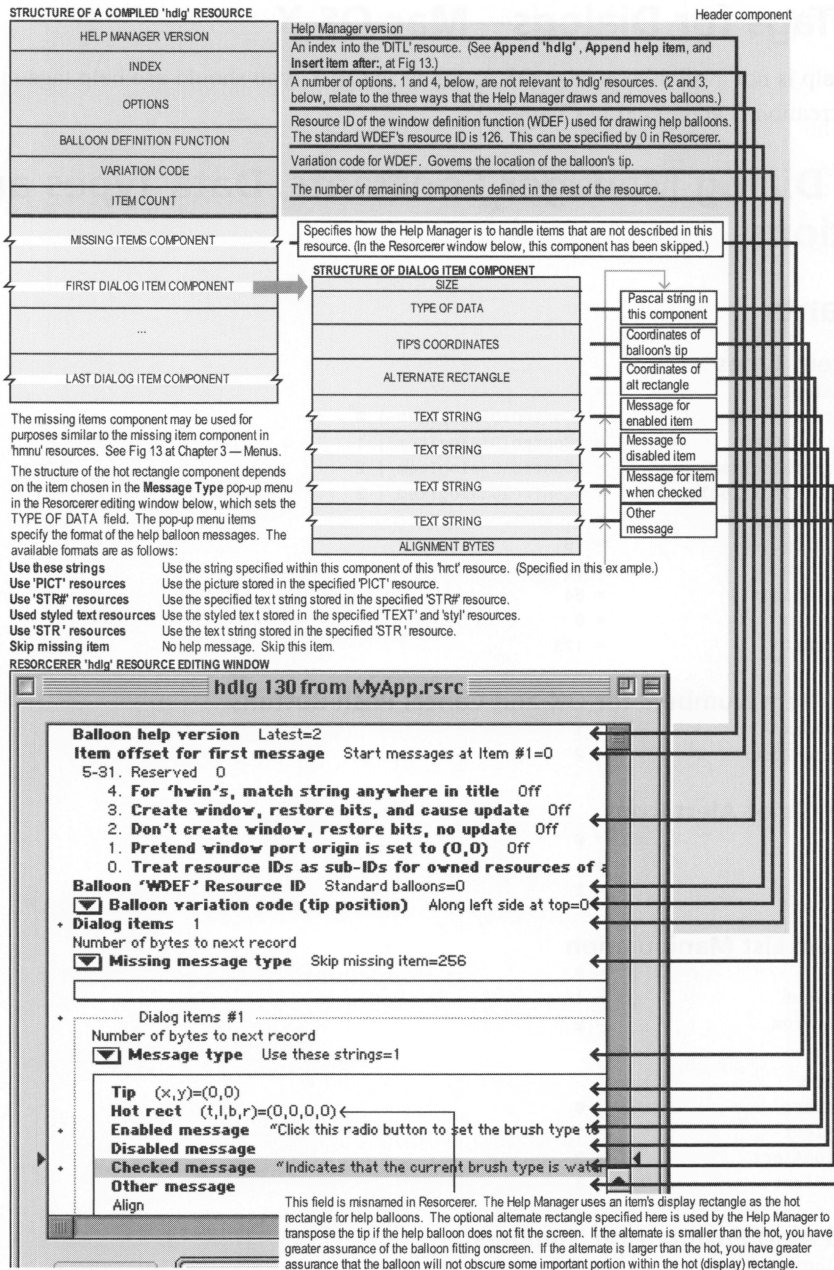 STRUCTURE OF A COMPILED 'hdlg' RESOURCE
Header component
HELP MANAGER VERSION
INDEX
OPTIONS
BALLOON DEFINITION FUNCTION
VARIATION CODE
ITEM COUNT
MISSING ITEMS COMPONENT
FIRST DIALOG ITEM COMPONENT
...
LAST DIALOG ITEM COMPONENT
Help Manager version
An index into the 'DITL' resource. (See Append 'hdlg' , Append help item, and
Insert item after:, at Fig 13.)
A number of options. 1 and 4, below, are not relevant to 'hdlg' resources. (2 and 3,
below, relate to the three ways that the Help Manager draws and removes balloons.)
Resource ID of the window definition function (WDEF) used for drawing help balloons.
The standard WDEF's resource ID is 126. This can be specified by 0 in Resorcerer.
Variation code for WDEF. Governs the location of the balloon's tip.
The number of remaining components defined in the rest of the resource.
Specifies how the Help Manager is to handle items that are not described in this
resource. (In the Resorcerer window below, this component has been skipped.)
STRUCTURE OF DIALOG ITEM COMPONENT
SIZE
TYPE OF DATA
TIP'S COORDINATES
ALTERNATE RECTANGLE
TEXT STRING
TEXT STRING
TEXT STRING
TEXT STRING
ALIGNMENT BYTES
Pascal string in
this component
Coordinates of
balloon's tip
Coordinates of
alt rectangle
Message for
enabled item
Message fo
disabled item
Message for item
when checked
Other
message
The missing items component may be used for
purposes similar to the missing item component in
'hmnu' resources. See Fig 13 at Chapter 3 — Menus.
The structure of the hot rectangle component depends
on the item chosen in the Message Type pop-up menu
in the Resorcerer editing window below, which sets the
TYPE OF DATA field. The pop-up menu items
specify the format of the help balloon messages. The
available formats are as follows:
Use these strings Use the string specified within this component of this 'hrct' resource. (Specified in this ex ample.)
Use 'PICT' resources Use the picture stored in the specified 'PICT' resource.
Use 'STR#' resources Use the specified text string stored in the specified 'STR#' resource.
Used styled text resources Use the styled text stored in the specified 'TEXT' and 'styl' resources.
Use 'STR ' resources Use the text string stored in the specified 'STR ' resource.
Skip missing item No help message. Skip this item.
RESORCERER 'hdlg' RESOURCE EDITING WINDOW
hdlg 130 from MyApp.rsrc
Balloon help version Latest=2
Item offset for first message Start messages at Item #1=0
5-31. Reserved 0
4. For 'hwin's, match string anywhere in title Off
3. Create window, restore bits, and cause update Off
2. Don't create window, restore bits, no update Off
1. Pretend window port origin is set to (0,0) Off
0. Treat resource IDs as sub-IDs for owned resources of a
Balloon 'WDEF' Resource ID Standard balloons=0
Balloon variation code (tip position) Along left side at top=0
Dialog items 1
Number of bytes to next record
Missing message type Skip missing item=256
Dialog items #1
Number of bytes to next record
Message type Use these strings=1
Tip (x,y)=(0,0)
Hot rect (t,l,b,r)=(0,0,0,0)
Enabled message "Click this radio button to set the brush type to
Disabled message
Checked message "Indicates that the current brush type is wate
Other message
Align
This field is misnamed in Resorcerer. The Help Manager uses an item's display rectangle as the hot
rectangle for help balloons. The optional alternate rectangle specified here is used by the Help Manager to
transpose the tip if the help balloon does not fit the screen. If the alternate is smaller than the hot, you have
greater assurance of the balloon fitting onscreen. If the alternate is larger than the hot, you have greater
assurance that the balloon will not obscure some important portion within the hot (display) rectangle.